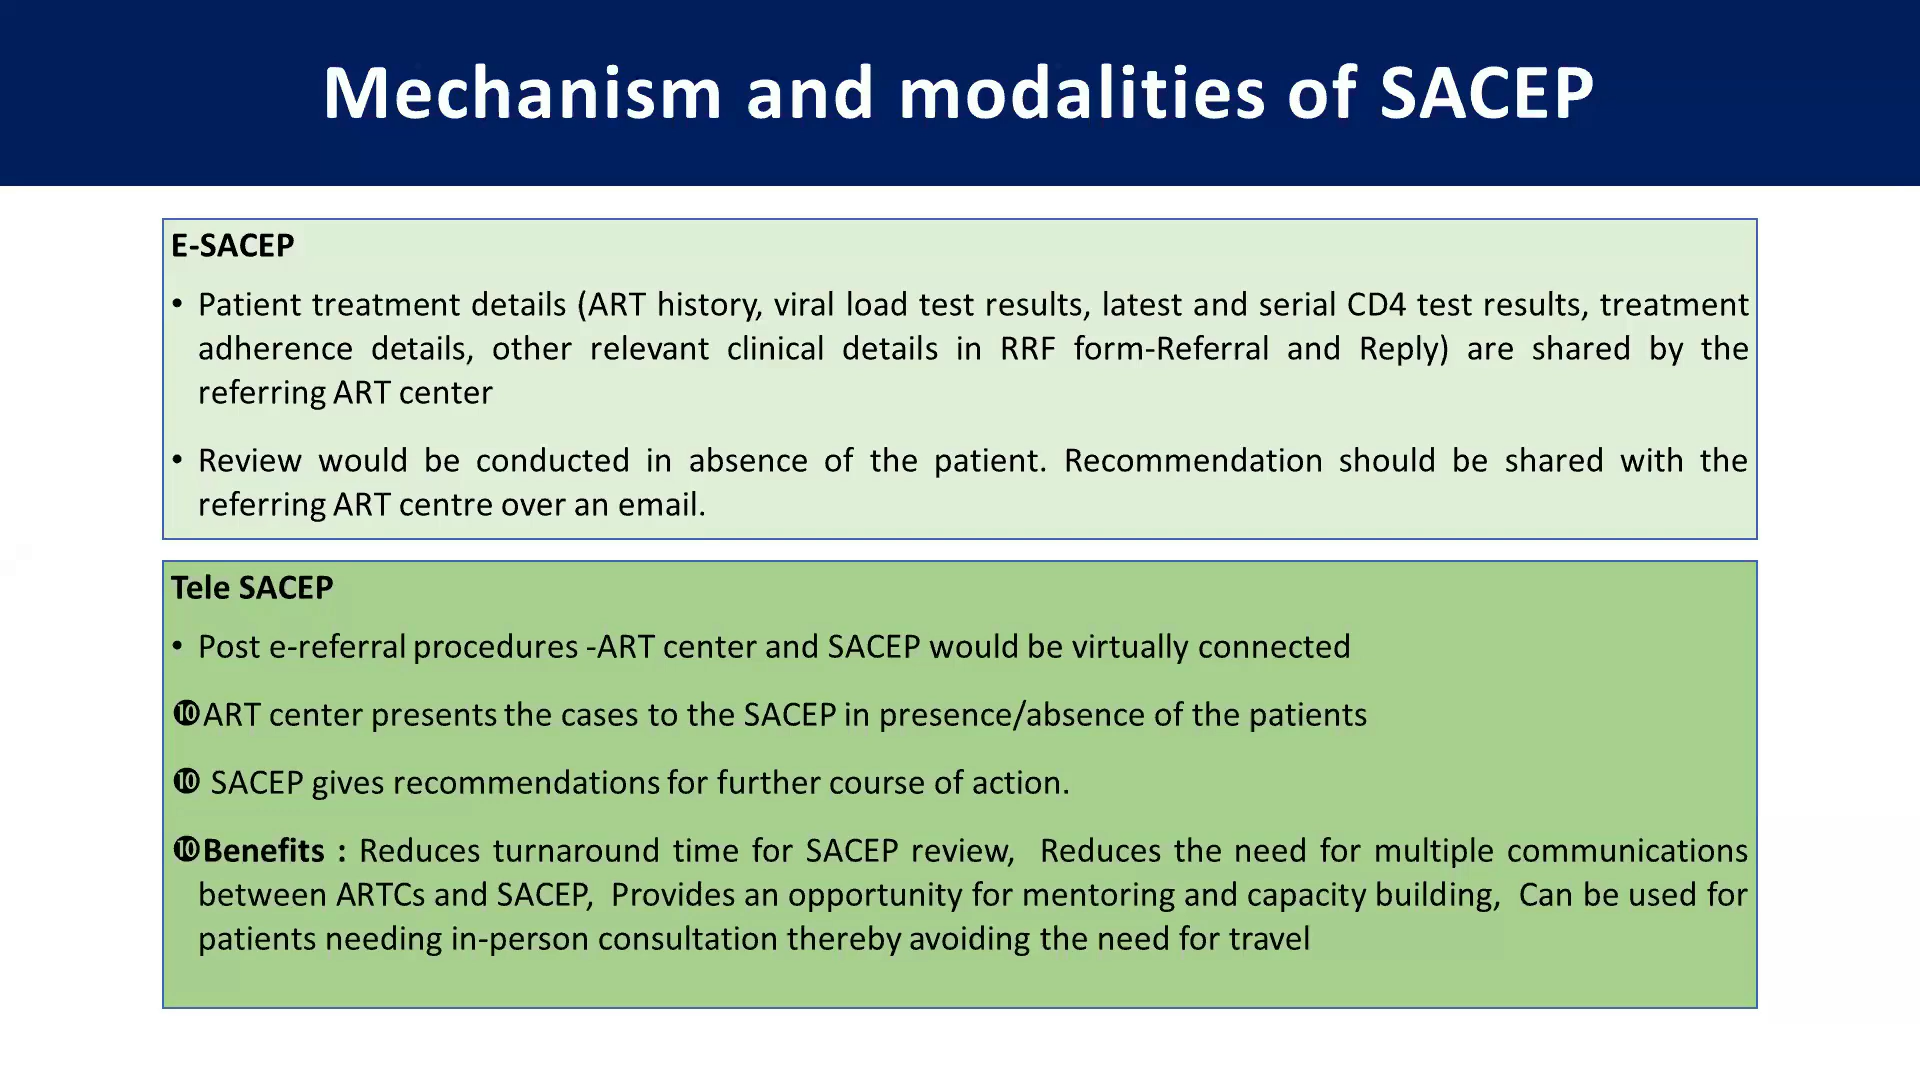 Mechanism and modalities of SACEP
E-SACEP
• Patient treatment details (ART history, viral load test results, latest and serial CD4 test results, treatment
adherence details, other relevant clinical details in RRF form-Referral and Reply) are shared by the
referring ART center
• Review would be conducted in absence of the patient. Recommendation should be shared with the
referring ART centre over an email.
Tele SACEP
• Post e-referral procedures -ART center and SACEP would be virtually connected
❿ART center presents the cases to the SACEP in presence/absence of the patients
❿ SACEP gives recommendations for further course of action.
❿Benefits : Reduces turnaround time for SACEP review, Reduces the need for multiple communications
between ARTCs and SACEP, Provides an opportunity for mentoring and capacity building, Can be used for
patients needing in-person consultation thereby avoiding the need for travel